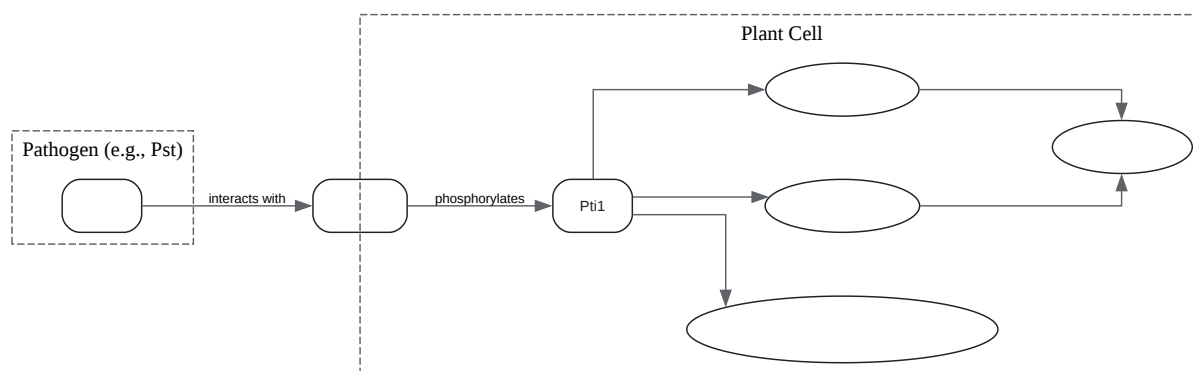 Plant Cell
Pathogen (e.g., Pst)
interacts with
phosphorylates
Pti1